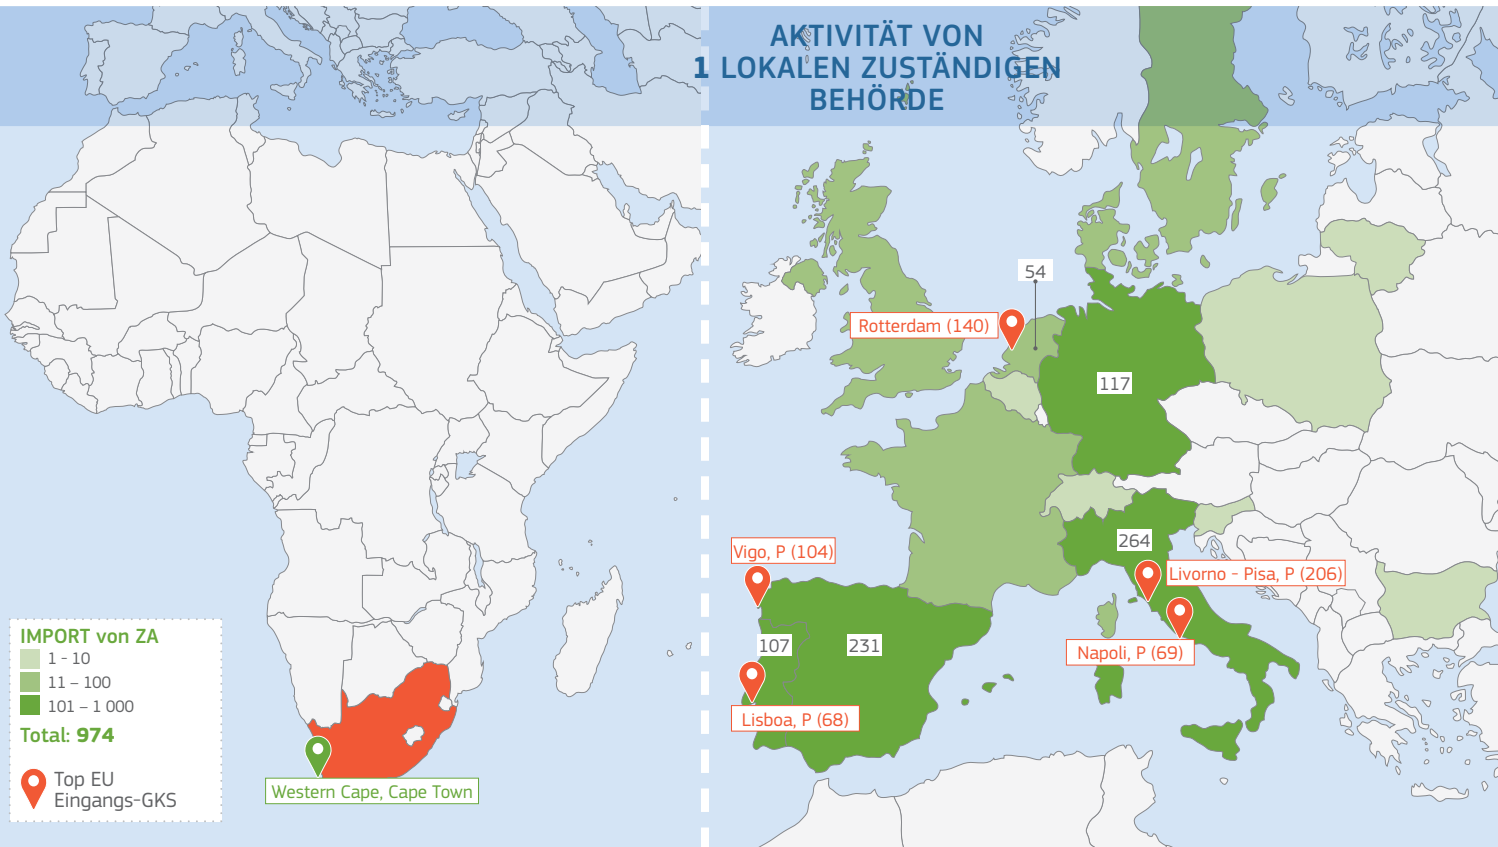 AKTIVITÄT VON
1 LOKALEN ZUSTÄNDIGEN
BEHÖRDE
54
Rotterdam (140)
117
264
Vigo, P (104)
Livorno - Pisa, P (206)
107
231
Napoli, P (69)
Lisboa, P (68)
IMPORT von ZA
1 - 10
11 – 100
101 – 1 000
Total: 974
Top EU
Eingangs-GKS
Western Cape, Cape Town